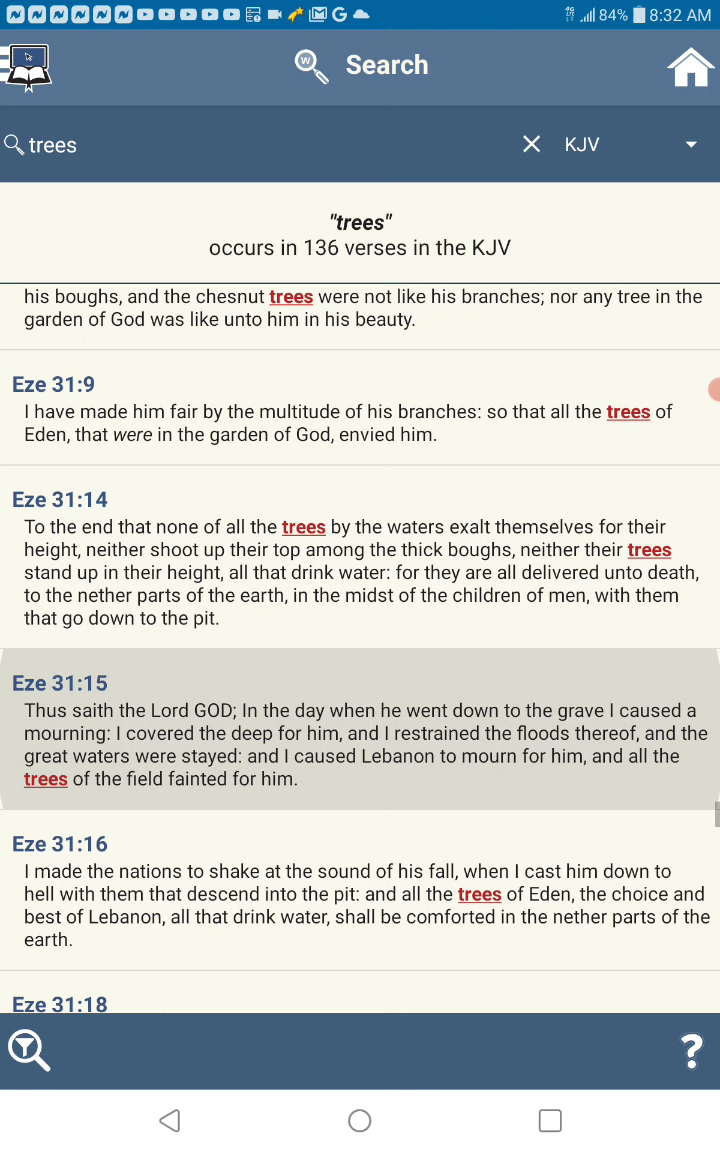 84% 8:32 AM
W Search
trees KJV
"trees"
occurs in 136 verses in the KJV
his boughs, and the chesnut trees were not like his branches; nor any tree in the
garden of God was like unto him in his beauty.
Eze 31:9
I have made him fair by the multitude of his branches: so that all the trees of
Eden, that were in the garden of God, envied him.
Eze 31:14
To the end that none of all the trees by the waters exalt themselves for their
height, neither shoot up their top among the thick boughs, neither their trees
stand up in their height, all that drink water: for they are all delivered unto death,
to the nether parts of the earth, in the midst of the children of men, with them
that go down to the pit.
Eze 31:15
Thus saith the Lord GOD; In the day when he went down to the grave I caused a
mourning: I covered the deep for him, and I restrained the floods thereof, and the
great waters were stayed: and I caused Lebanon to mourn for him, and all the
trees of the field fainted for him.
Eze 31:16
I made the nations to shake at the sound of his fall, when I cast him down to
hell with them that descend into the pit: and all the trees of Eden, the choice and
best of Lebanon, all that drink water, shall be comforted in the nether parts of the
earth.
Eze 31:18
?